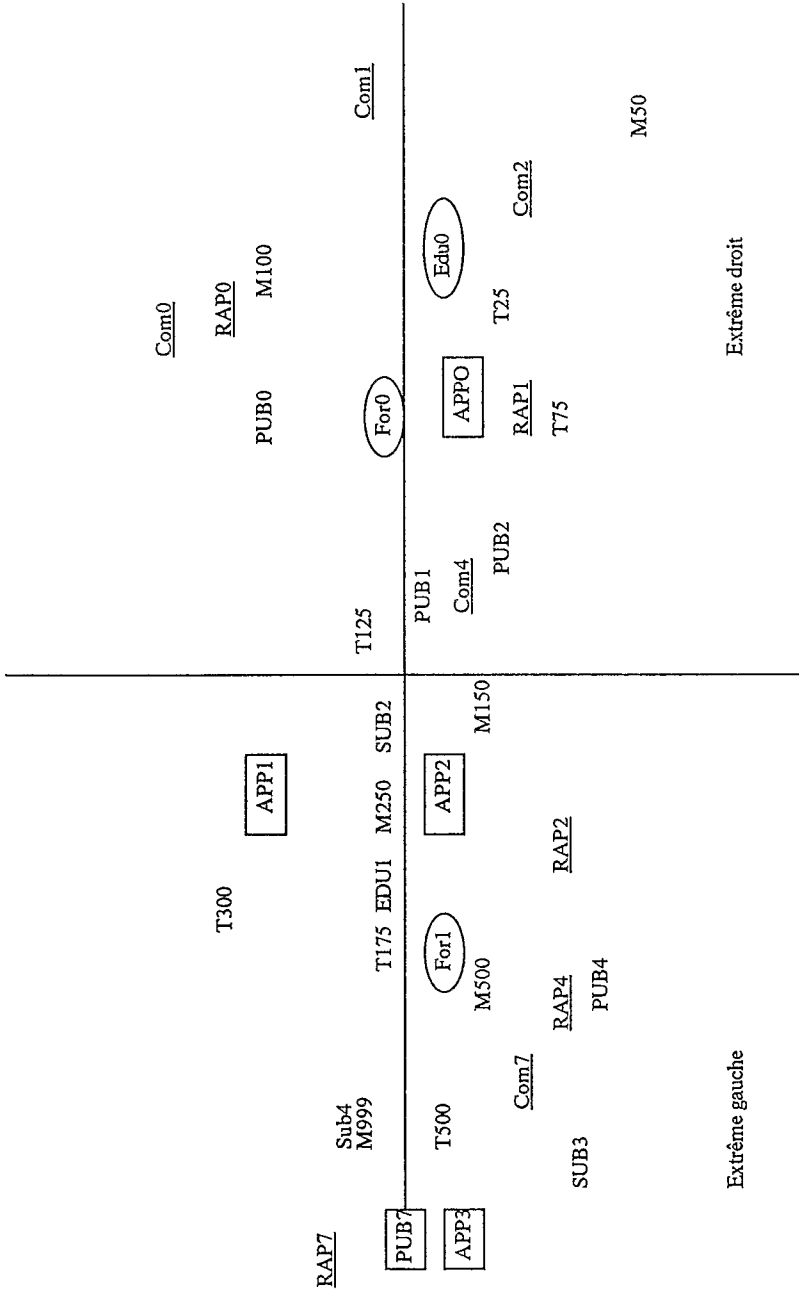 Com0
T300 RAP0
APP1 PUB0 M100
RAP7
Sub4
M999 T125 Com1
T175 EDU1 M250 SUB2 For0
PUB7
PUB1
T500 For1 APP2 Edu0
APP3 Com4 APPO
M500 M150
PUB2 T25
Com7 RAP1 Com2
RAP4 RAP2 T75
SUB3
PUB4
M50
Extrême gauche Extrême droit